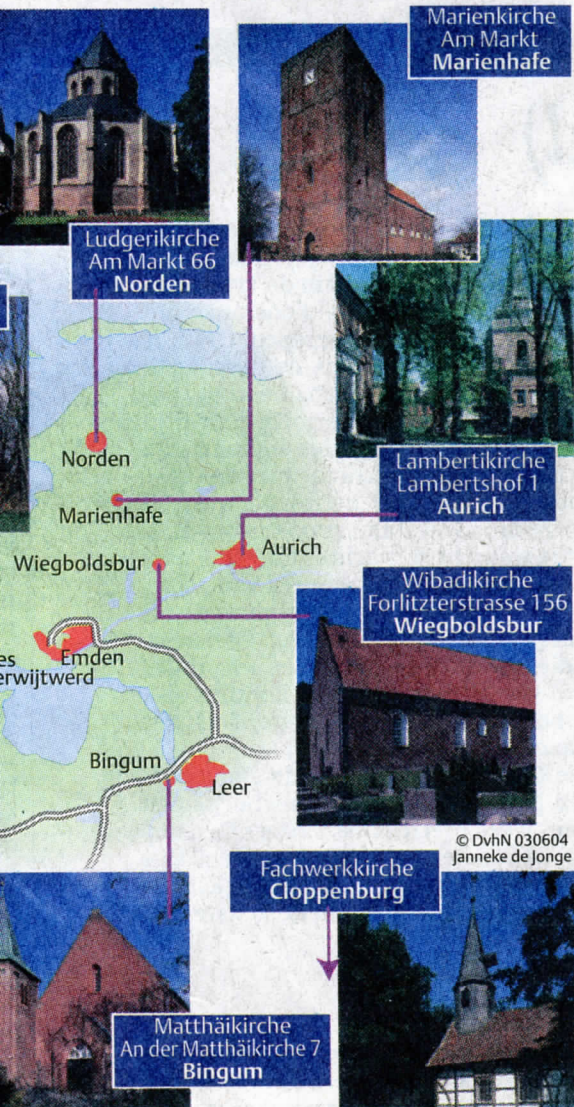 Marienkirche
Am Markt
Marienhafe
Ludgerikirche
Am Markt 66
Norden
Norden
Marienhafe
Lambertikirche
Lambertshof 1
Aurich
Wiegboldsbur
Aurich
Wibadikirche
Forlitzterstrasse 156
Wiegboldsbur
es Emden
erwijtwerd
Bingum
Leer
© DvhN 030604
Janneke de Jonge
Fachwerkkirche
Cloppenburg
Matthäikirche
An der Matthäikirche 7
Bingum